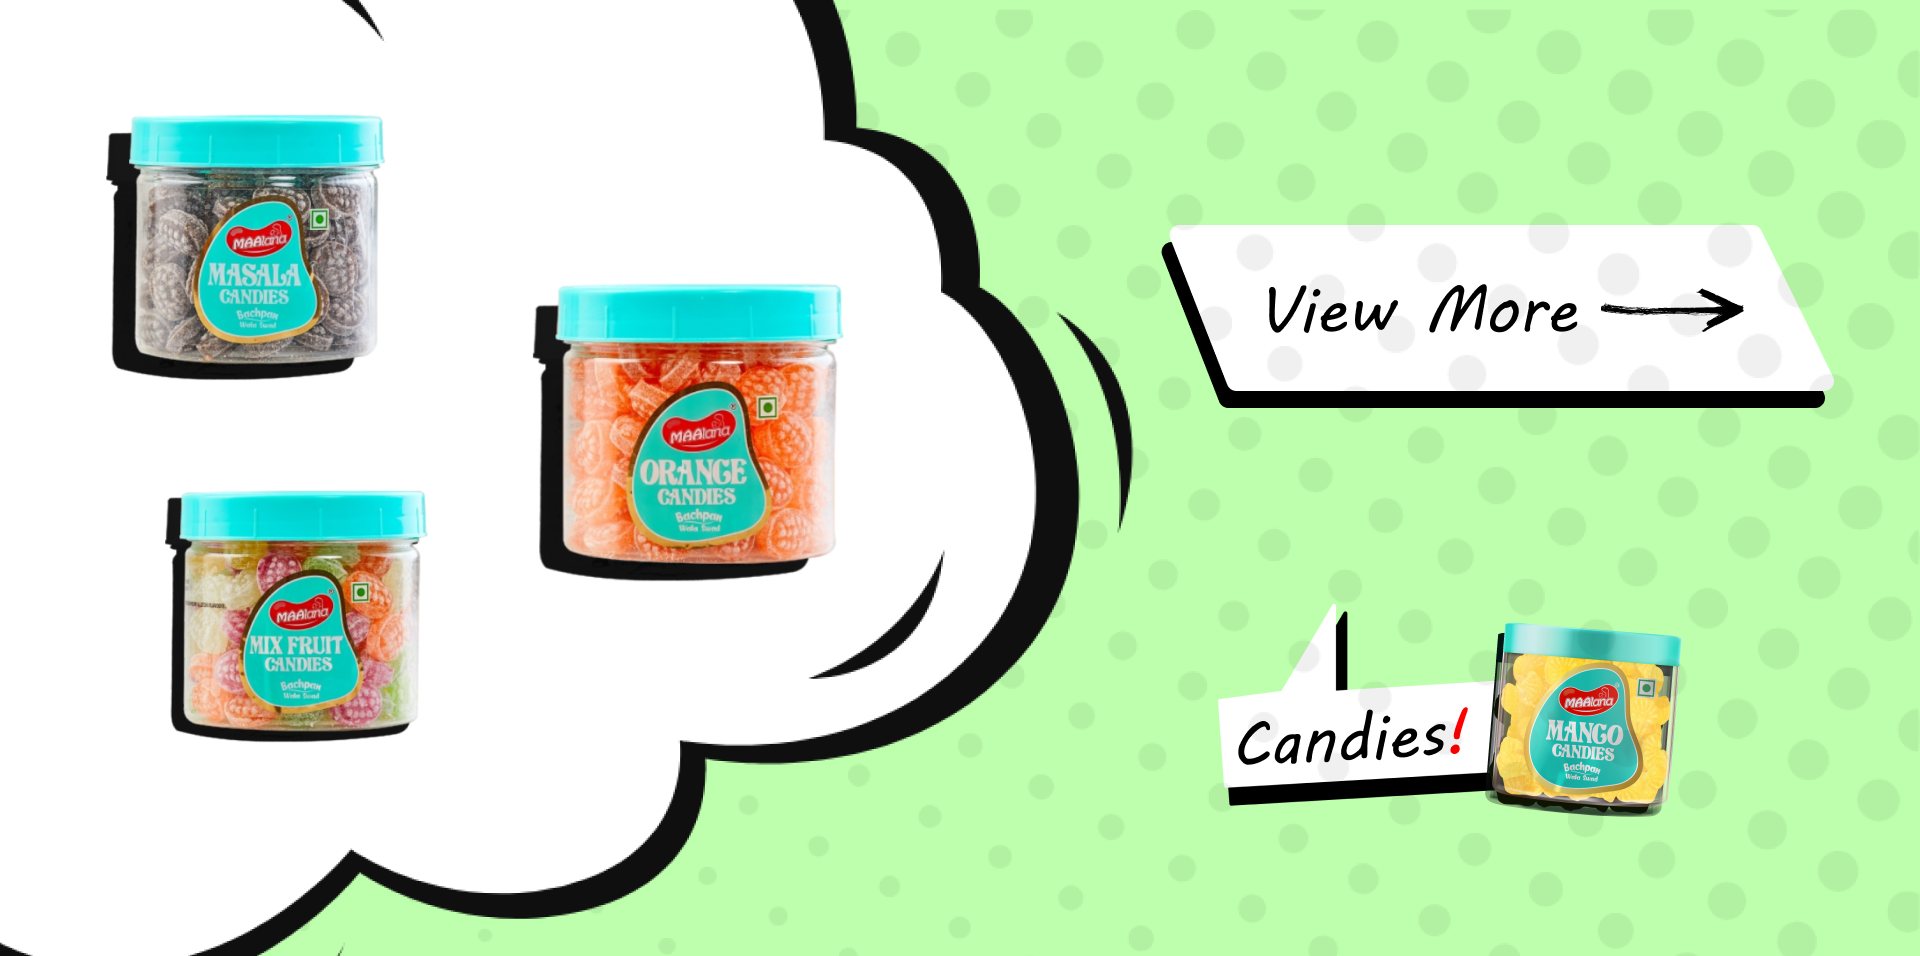 MAAlana
MASALA
CANDIES
Bachpan
Wala Swad
MAAlana
ORANGE
CANDIES
Bachpan
Wala Swad
MAAlana
MIX FRUIT
CANDIES
Bachpan
Wala Swad
View More
Candies!
MAAlana
MANGO
CANDIES
Bachpan
Wala Swad